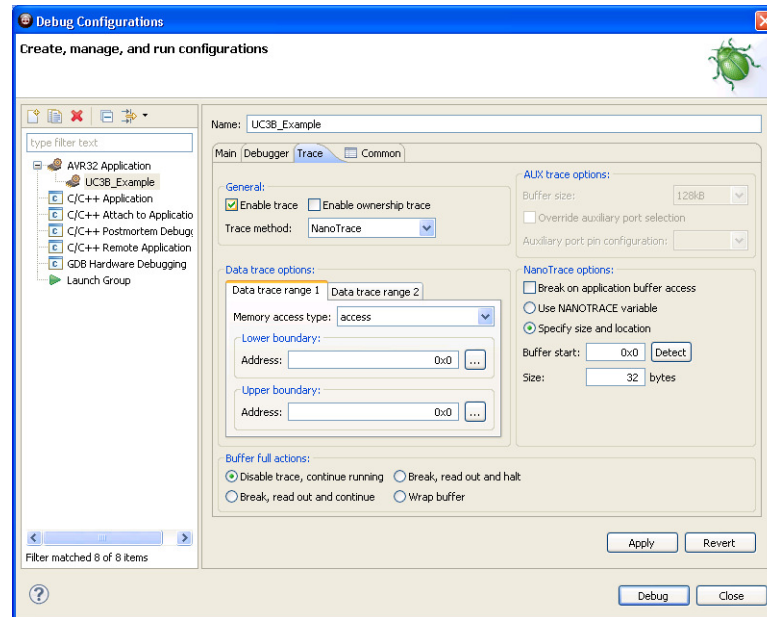 Debug Configurations
Create, manage, and run configurations
type filter text
AVR32 Application
UC3B_Example
C/C++ Application
C/C++ Attach to Applicatio
C/C++ Postmortem Debug
C/C++ Remote Application
GDB Hardware Debugging
Launch Group
Filter matched 8 of 8 items
Name: UC3B_Example
Main Debugger Trace Common
General:
Enable trace Enable ownership trace
Trace method: NanoTrace
AUX trace options:
Buffer size: 128kB
Override auxiliary port selection
Auxiliary port pin configuration:
Data trace options:
Data trace range 1 Data trace range 2
Memory access type: access
Lower boundary:
Address: 0x0 ...
Upper boundary:
Address: 0x0 ...
NanoTrace options:
Break on application buffer access
Use NANOTRACE variable
Specify size and location
Buffer start: 0x0 Detect
Size: 32 bytes
Buffer full actions:
Disable trace, continue running Break, read out and halt
Break, read out and continue Wrap buffer
Apply Revert
? Debug Close